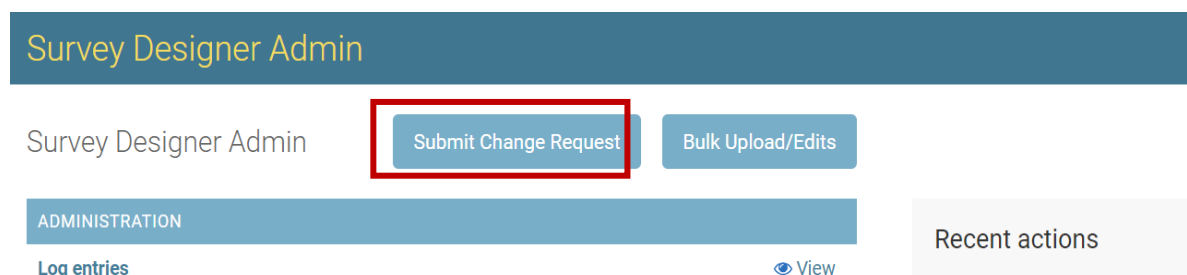 Survey Designer Admin
Survey Designer Admin
Submit Change Request
Bulk Upload/Edits
ADMINISTRATION
Log entries
View
Recent actions